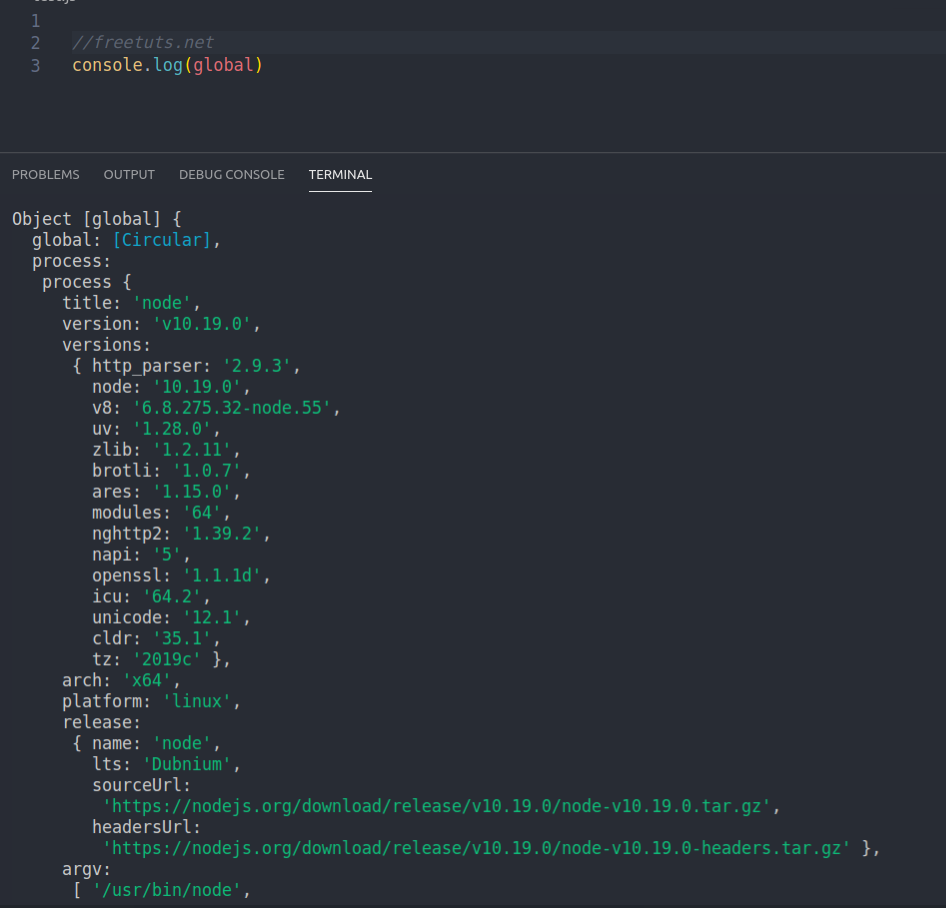 1
2 //freetuts.net
3 console.log(global)
PROBLEMS OUTPUT DEBUG CONSOLE TERMINAL
Object [global] {
  global: [Circular],
  process:
   process {
     title: 'node',
     version: 'v10.19.0',
     versions:
      { http_parser: '2.9.3',
        node: '10.19.0',
        v8: '6.8.275.32-node.55',
        uv: '1.28.0',
        zlib: '1.2.11',
        brotli: '1.0.7',
        ares: '1.15.0',
        modules: '64',
        nghttp2: '1.39.2',
        napi: '5',
        openssl: '1.1.1d',
        icu: '64.2',
        unicode: '12.1',
        cldr: '35.1',
        tz: '2019c' },
     arch: 'x64',
     platform: 'linux',
     release:
      { name: 'node',
        lts: 'Dubnium',
        sourceUrl:
         'https://nodejs.org/download/release/v10.19.0/node-v10.19.0.tar.gz',
        headersUrl:
         'https://nodejs.org/download/release/v10.19.0/node-v10.19.0-headers.tar.gz' },
     argv:
      [ '/usr/bin/node',